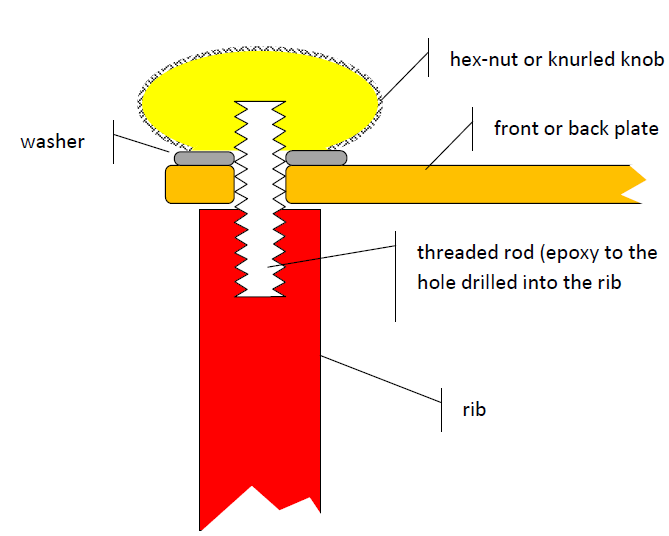 hex-nut or knurled knob
front or back plate
washer
threaded rod (epoxy to the
hole drilled into the rib
rib